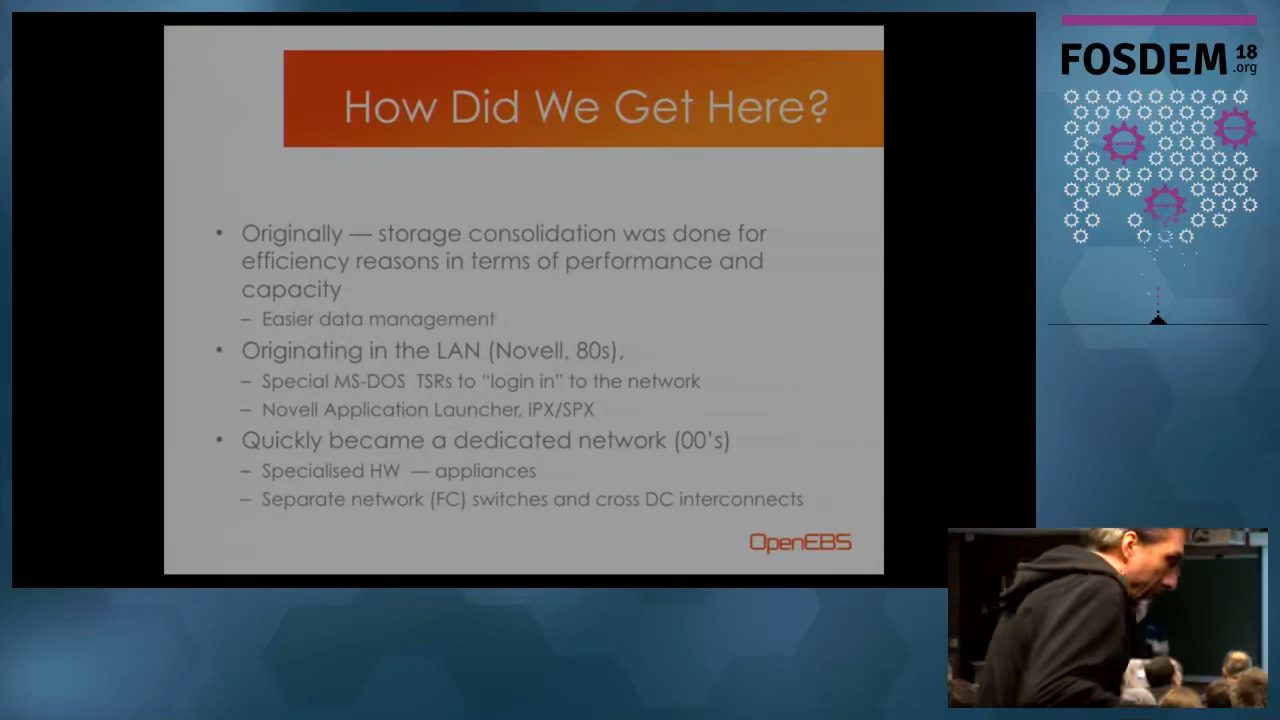 How Did We Get Here?
• Originally — storage consolidation was done for
efficiency reasons in terms of performance and
capacity
– Easier data management
• Originating in the LAN (Novell, 80s),
– Special MS-DOS TSRs to “login in” to the network
– Novell Application Launcher, IPX/SPX
• Quickly became a dedicated network (00’s)
– Specialised HW — appliances
– Separate network (FC) switches and cross DC interconnects
OpenEBS
FOSDEM 18
.org